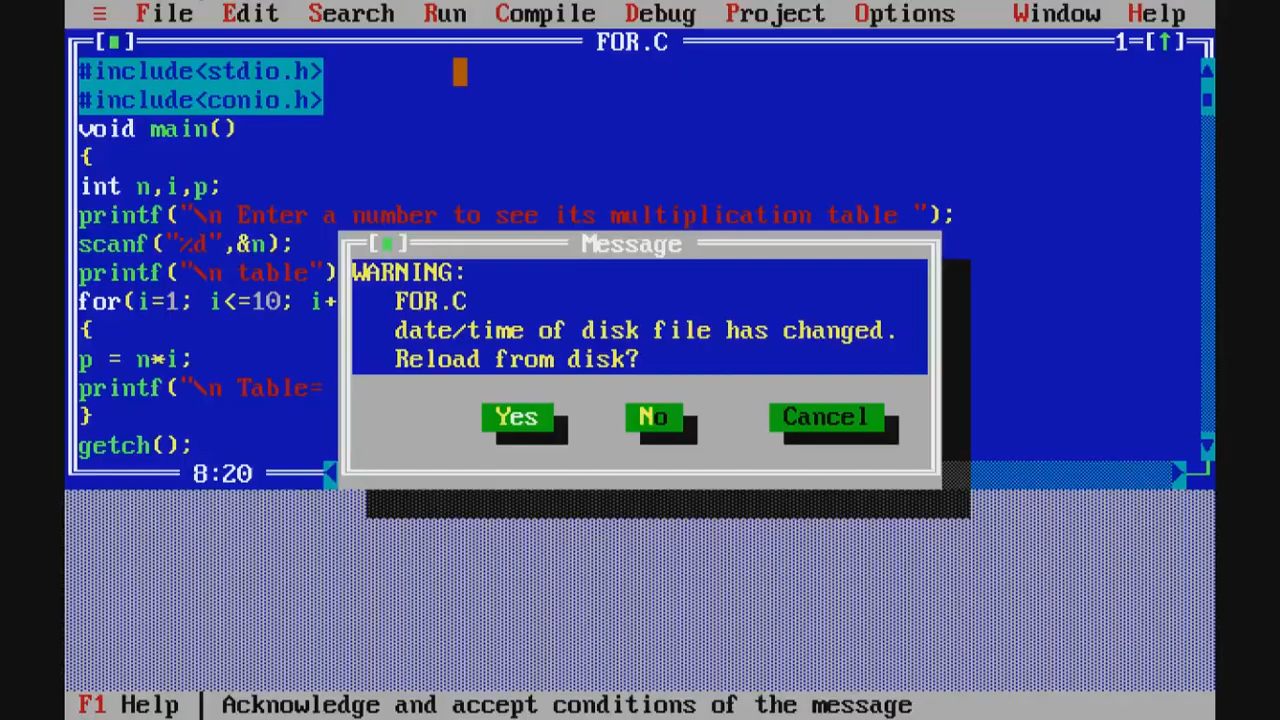 ≡ File Edit Search Run Compile Debug Project Options Window Help
[■] FOR.C 1=[↑]
#include<stdio.h>
#include<conio.h>
void main()
{
int n,i,p;
printf("\n Enter a number to see its multiplication table ");
scanf("%d",&n);
printf("\n table")
for(i=1; i<=10; i+
{
p = n*i;
printf("\n Table=
}
getch();
8:20
[■] Message
WARNING:
FOR.C
date/time of disk file has changed.
Reload from disk?
Yes No Cancel
F1 Help | Acknowledge and accept conditions of the message